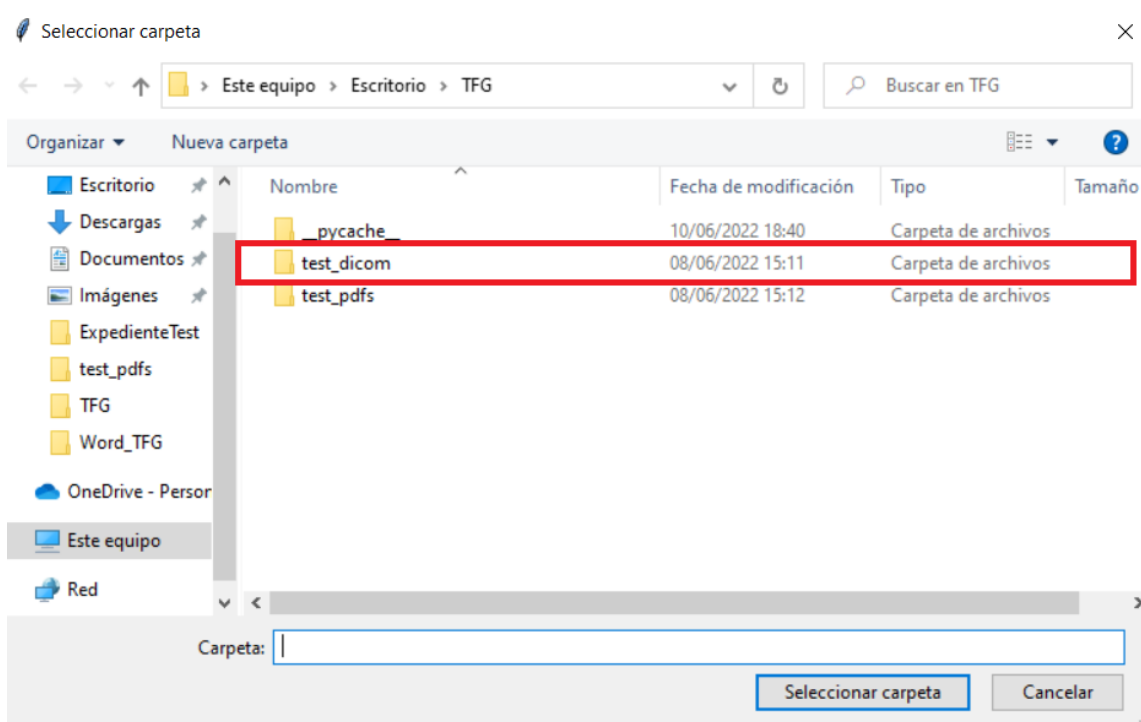 Seleccionar carpeta
Este equipo > Escritorio > TFG
Buscar en TFG
Organizar
Nueva carpeta
?
Nombre Fecha de modificación Tipo Tamaño
__pycache__ 10/06/2022 18:40 Carpeta de archivos
test_dicom 08/06/2022 15:11 Carpeta de archivos
test_pdfs 08/06/2022 15:12 Carpeta de archivos
Escritorio
Descargas
Documentos
Imágenes
ExpedienteTest
test_pdfs
TFG
Word_TFG
OneDrive - Person
Este equipo
Red
Carpeta:
Seleccionar carpeta
Cancelar